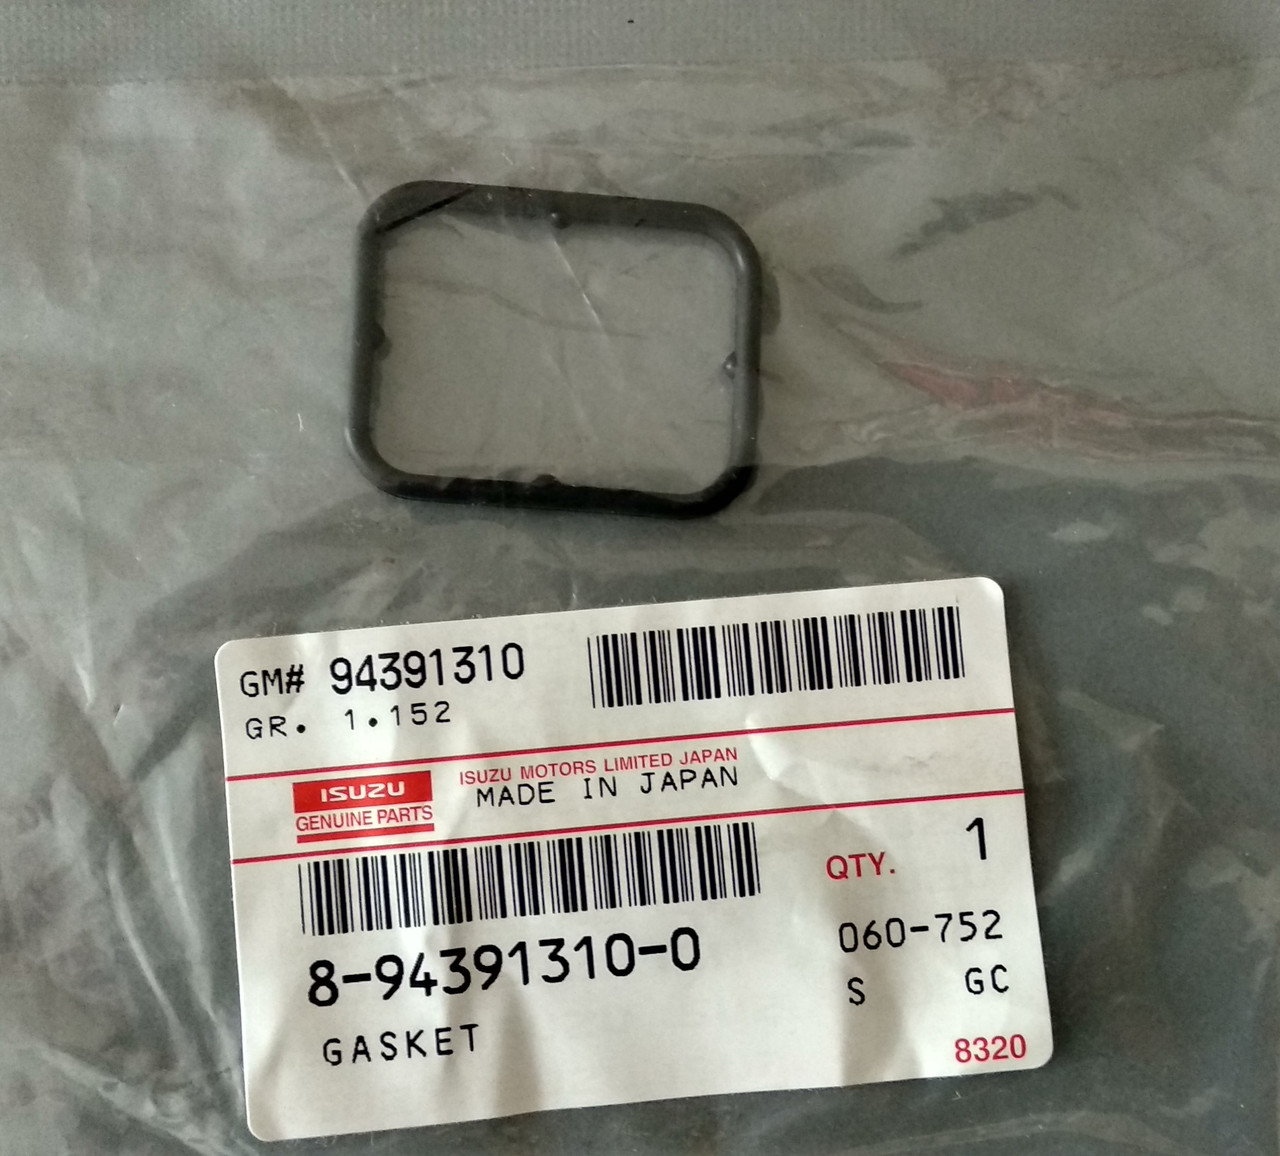 GM# 94391310
GR. 1.152
ISUZU
GENUINE PARTS
ISUZU MOTORS LIMITED JAPAN
MADE IN JAPAN
QTY. 1
8-94391310-0
060-752
S GC
GASKET
8320